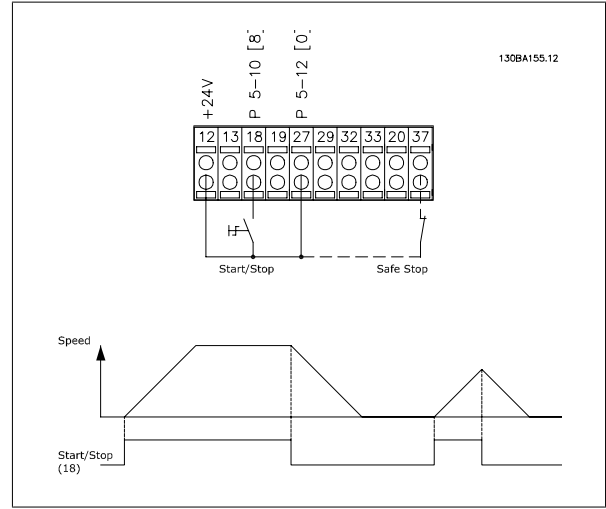 130BA155.12
+24V
P 5-10 [8]
P 5-12 [0]
12 13 18 19 27 29 32 33 20 37
Start/Stop
Safe Stop
Speed
Start/Stop
(18)